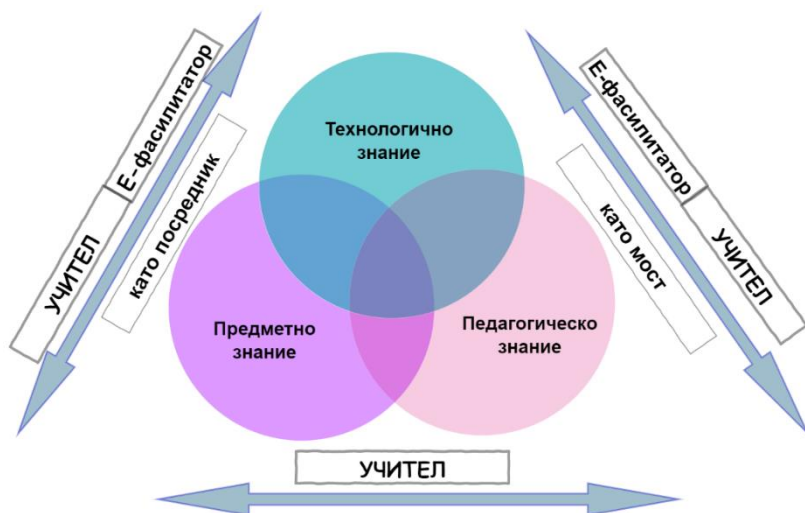 Е-фасилитатор
УЧИТЕЛ
като посредник
Технологично
знание
Предметно
знание
Педагогическо
знание
Е-фасилитатор
УЧИТЕЛ
като мост
УЧИТЕЛ